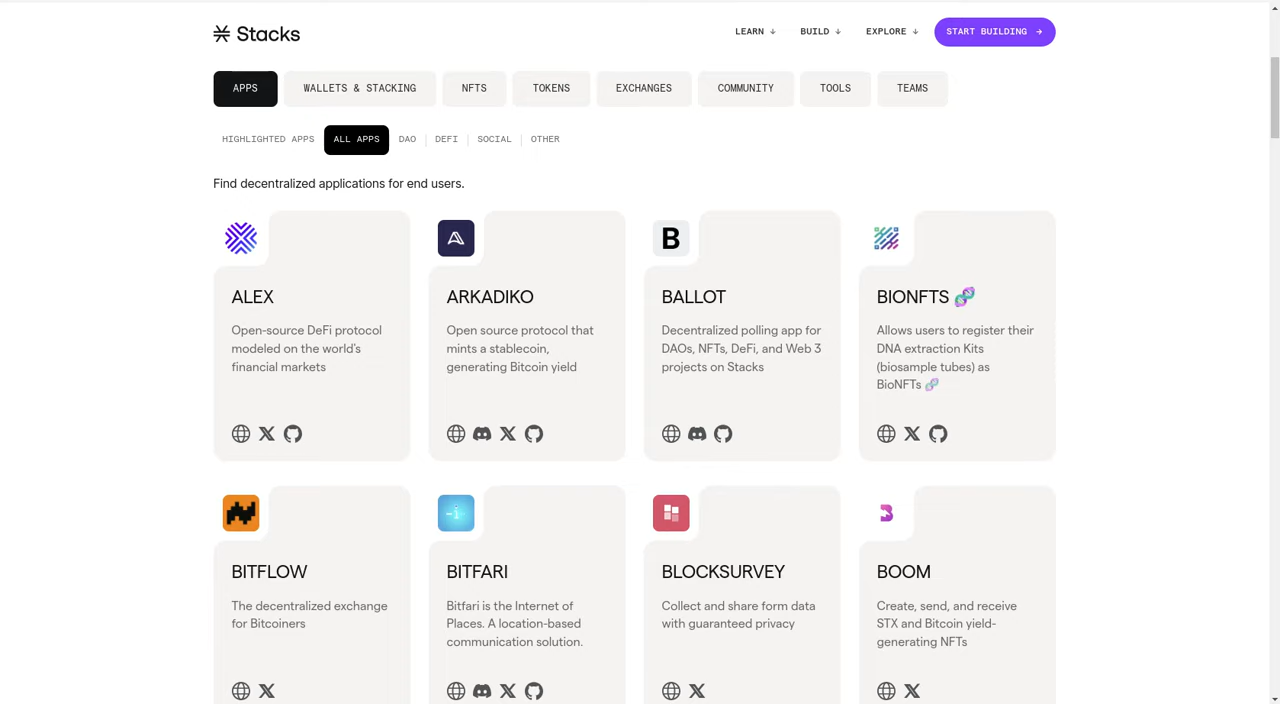 Stacks
LEARN ↓ BUILD ↓ EXPLORE ↓ START BUILDING →
APPS WALLETS & STACKING NFTS TOKENS EXCHANGES COMMUNITY TOOLS TEAMS
HIGHLIGHTED APPS ALL APPS DAO DEFI SOCIAL OTHER
Find decentralized applications for end users.
ALEX
Open-source DeFi protocol
modeled on the world's
financial markets
ARKADIKO
Open source protocol that
mints a stablecoin,
generating Bitcoin yield
B
BALLOT
Decentralized polling app for
DAOs, NFTs, DeFi, and Web 3
projects on Stacks
BIONFTS 🧬
Allows users to register their
DNA extraction Kits
(biosample tubes) as
BioNFTs 🧬
BITFLOW
The decentralized exchange
for Bitcoiners
-i
BITFARI
Bitfari is the Internet of
Places. A location-based
communication solution.
BLOCKSURVEY
Collect and share form data
with guaranteed privacy
BOOM
Create, send, and receive
STX and Bitcoin yield-
generating NFTs